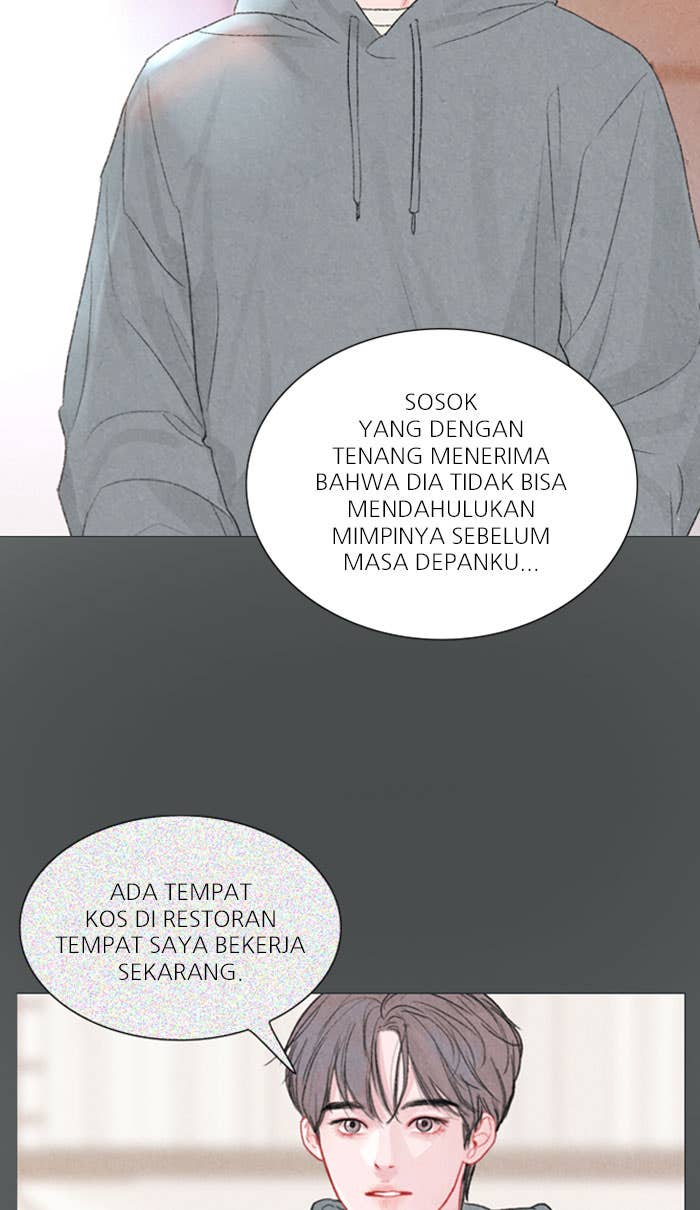 SOSOK
YANG DENGAN
TENANG MENERIMA
BAHWA DIA TIDAK BISA
MENDAHULUKAN
MIMPINYA SEBELUM
MASA DEPANKU...
ADA TEMPAT
KOS DI RESTORAN
TEMPAT SAYA BEKERJA
SEKARANG.